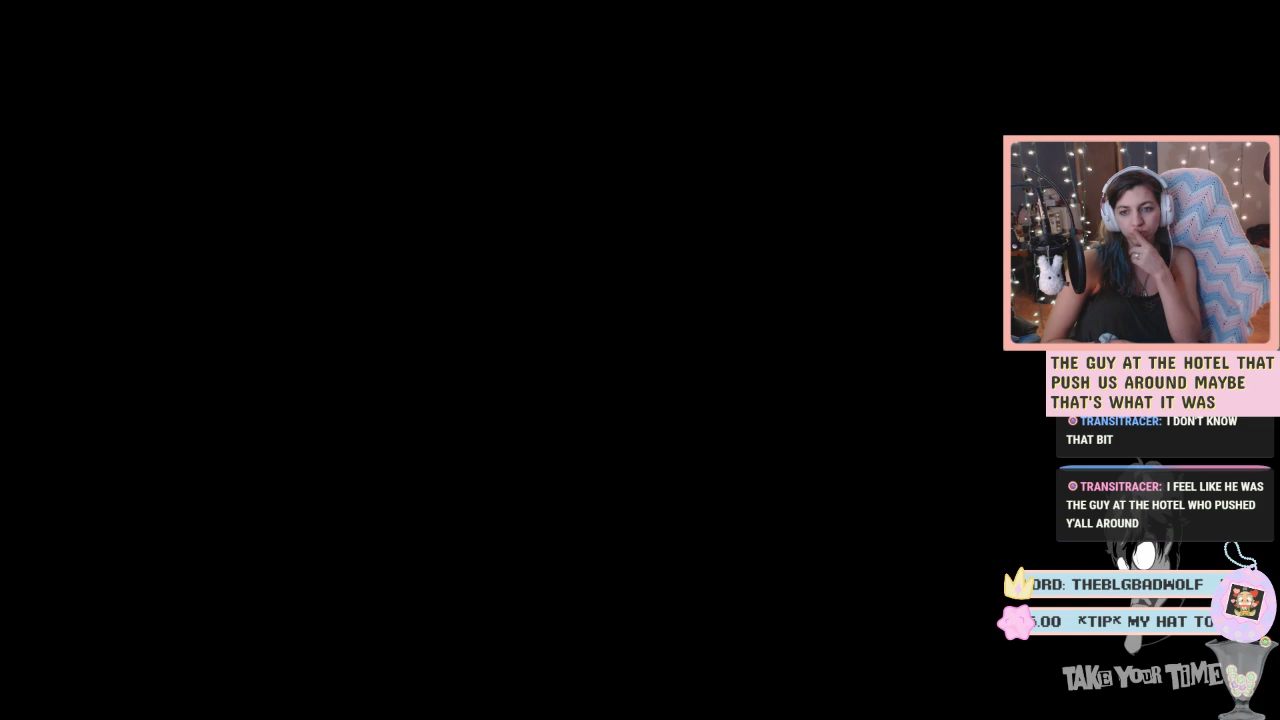 THE GUY AT THE HOTEL THAT
PUSH US AROUND MAYBE
THAT'S WHAT IT WAS
TRANSITRACER: I DON'T KNOW
THAT BIT
TRANSITRACER: I FEEL LIKE HE WAS
THE GUY AT THE HOTEL WHO PUSHED
Y'ALL AROUND
ORD: THEBLGBADWOLF
.00 *TIP* MY HAT TO
TAKE YOUR TIME